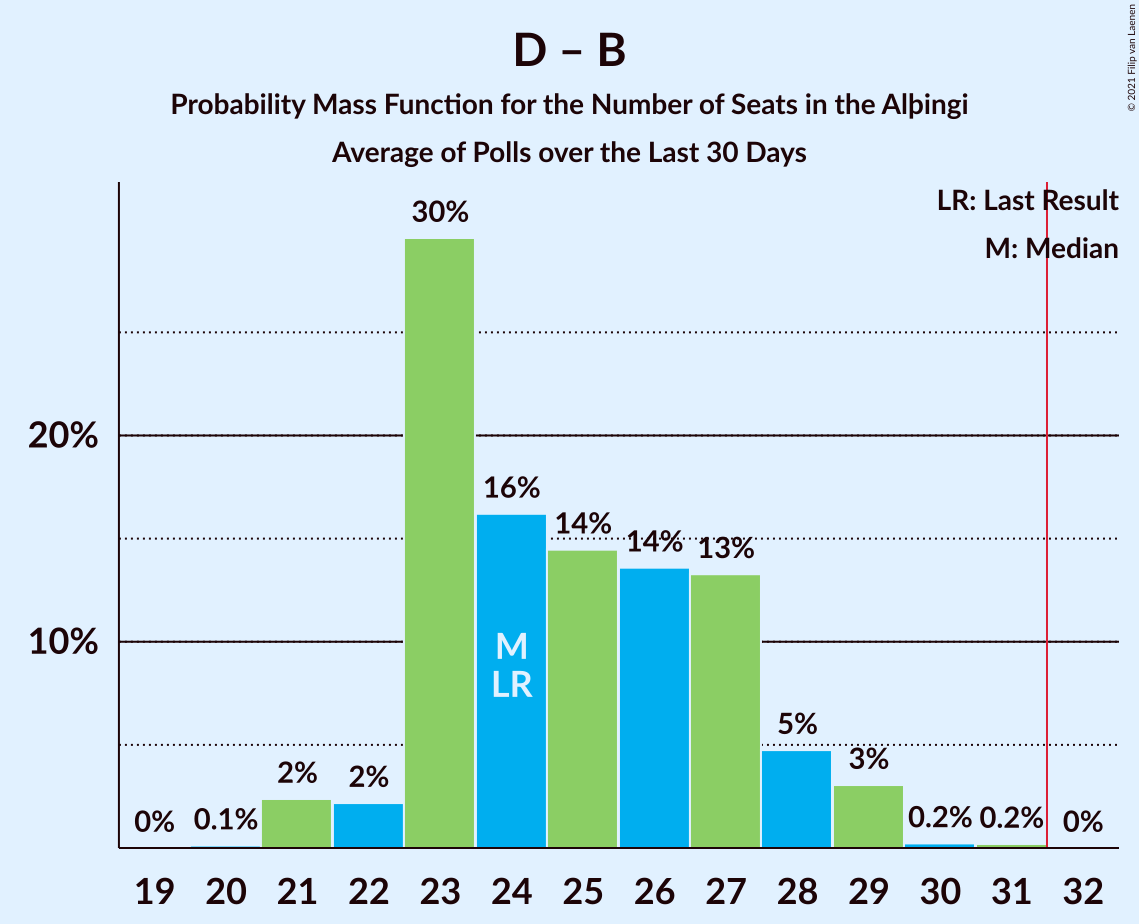 D – B
Probability Mass Function for the Number of Seats in the Alþingi
Average of Polls over the Last 30 Days
© 2021 Filip van Laenen
LR: Last Result
M: Median
20%
10%
0%
0.1%
2%
2%
30%
16%
14%
14%
13%
5%
3%
0.2%
0.2%
0%
M
LR
19 20 21 22 23 24 25 26 27 28 29 30 31 32